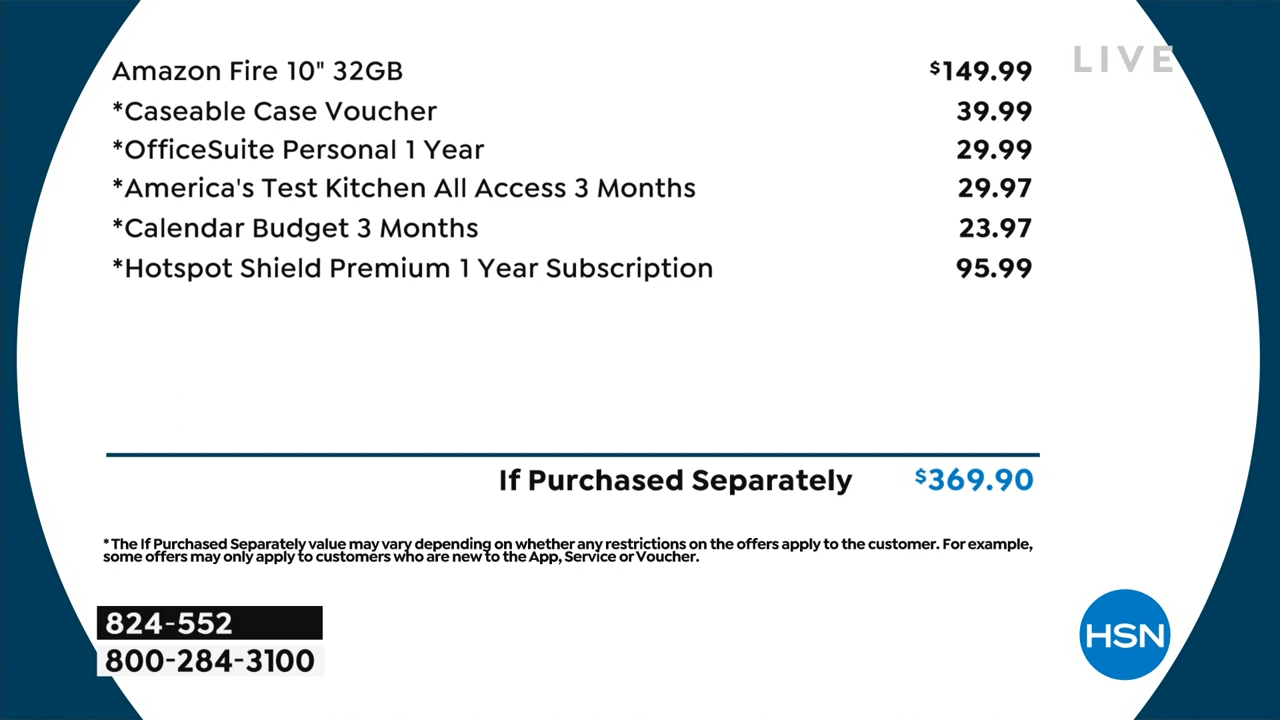 LIVE
Amazon Fire 10" 32GB $149.99
*Caseable Case Voucher 39.99
*OfficeSuite Personal 1 Year 29.99
*America's Test Kitchen All Access 3 Months 29.97
*Calendar Budget 3 Months 23.97
*Hotspot Shield Premium 1 Year Subscription 95.99
If Purchased Separately $369.90
*The If Purchased Separately value may vary depending on whether any restrictions on the offers apply to the customer. For example,
some offers may only apply to customers who are new to the App, Service or Voucher.
824-552
800-284-3100
HSN